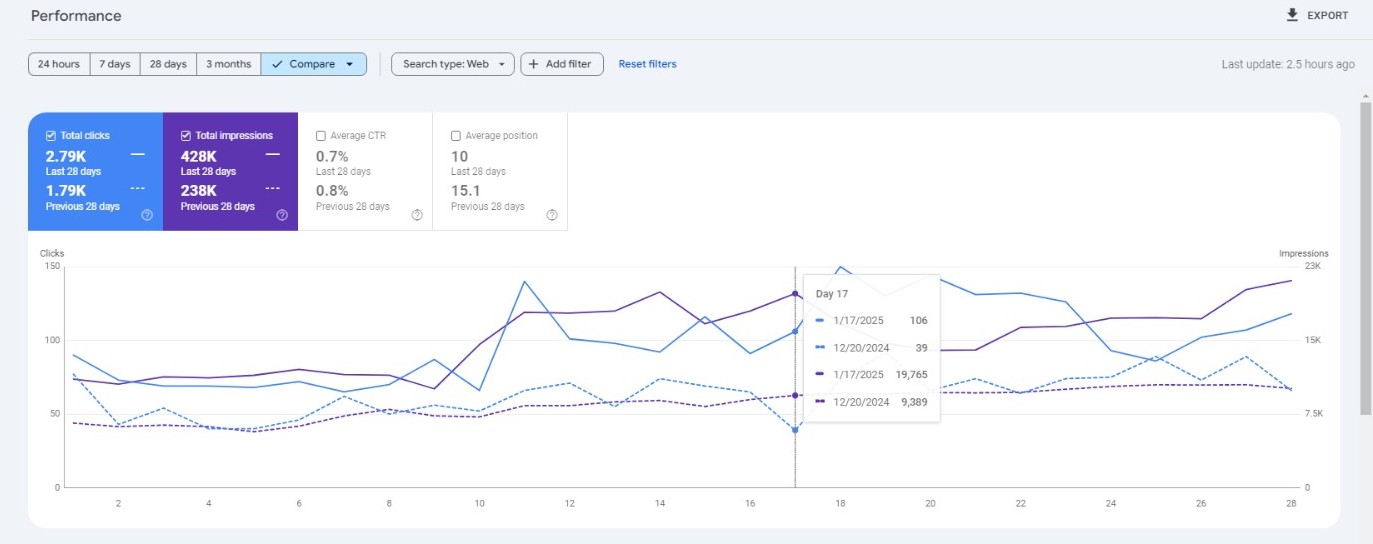 Performance
EXPORT
24 hours 7 days 28 days 3 months Compare
Search type: Web
Add filter
Reset filters
Last update: 2.5 hours ago
Total clicks
2.79K
Last 28 days
1.79K
Previous 28 days
Total impressions
428K
Last 28 days
238K
Previous 28 days
Average CTR
0.7%
Last 28 days
0.8%
Previous 28 days
Average position
10
Last 28 days
15.1
Previous 28 days
Clicks
Impressions
150
100
50
0
23K
15K
7.5K
0
Day 17
1/17/2025 106
12/20/2024 39
1/17/2025 19,765
12/20/2024 9,389
2 4 6 8 10 12 14 16 18 20 22 24 26 28